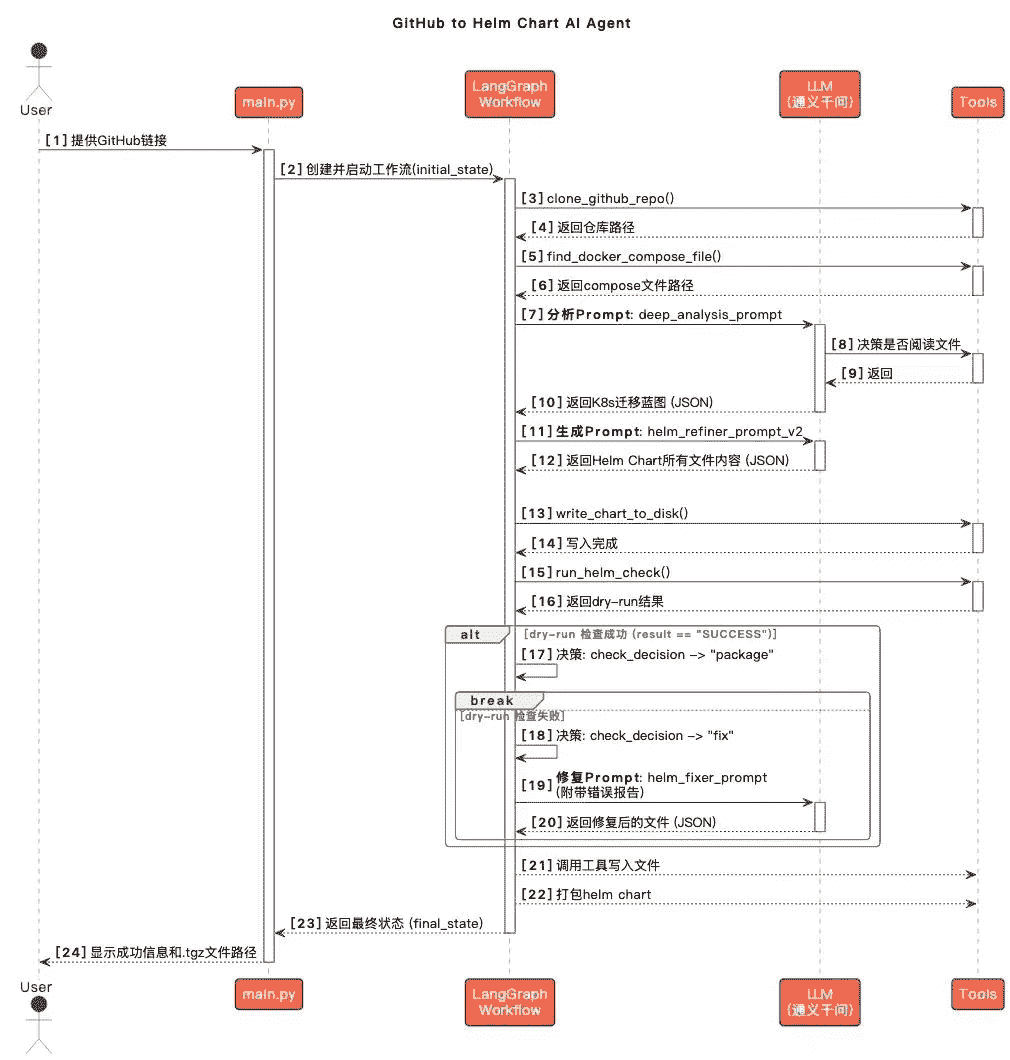 GitHub to Helm Chart AI Agent
User
main.py
LangGraph
Workflow
LLM
(通义千问)
Tools
[1] 提供GitHub链接
[2] 创建并启动工作流(initial_state)
[3] clone_github_repo()
[4] 返回仓库路径
[5] find_docker_compose_file()
[6] 返回compose文件路径
[7] 分析Prompt: deep_analysis_prompt
[8] 决策是否阅读文件
[9] 返回
[10] 返回K8s迁移蓝图 (JSON)
[11] 生成Prompt: helm_refiner_prompt_v2
[12] 返回Helm Chart所有文件内容 (JSON)
[13] write_chart_to_disk()
[14] 写入完成
[15] run_helm_check()
[16] 返回dry-run结果
alt
[dry-run 检查成功 (result == "SUCCESS")]
[17] 决策: check_decision -> "package"
break
[dry-run 检查失败]
[18] 决策: check_decision -> "fix"
[19] 修复Prompt: helm_fixer_prompt
(附带错误报告)
[20] 返回修复后的文件 (JSON)
[21] 调用工具写入文件
[22] 打包helm chart
[23] 返回最终状态 (final_state)
[24] 显示成功信息和.tgz文件路径
User
main.py
LangGraph
Workflow
LLM
(通义千问)
Tools